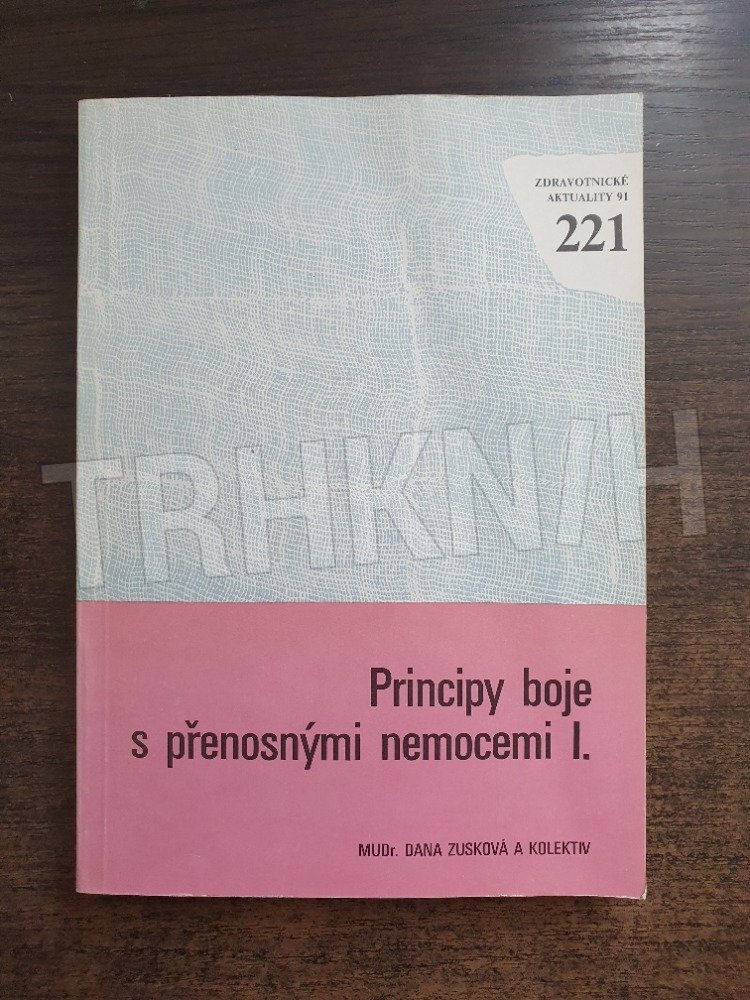 ZDRAVOTNICKÉ
AKTUALITY 91
221
TRHKNIH
Principy boje
s přenosnými nemocemi I.
MUDr. DANA ZUSKOVÁ A KOLEKTIV